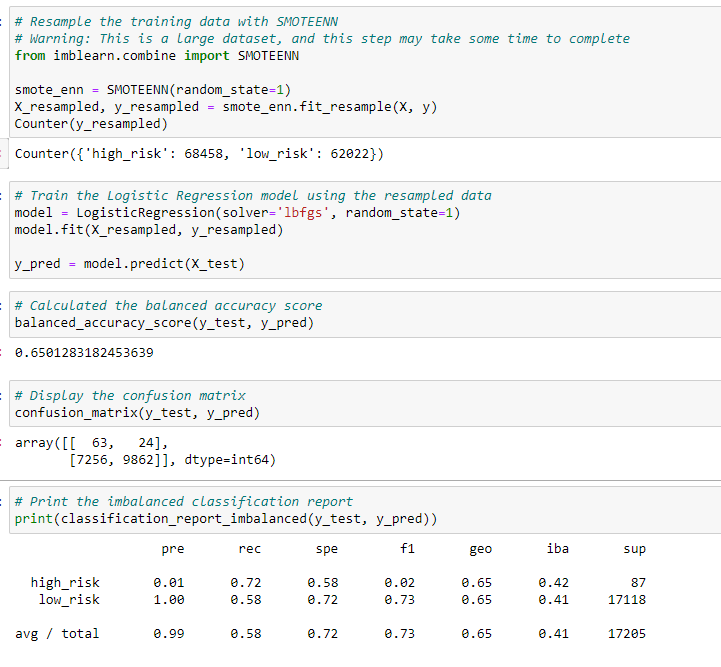 # Resample the training data with SMOTEENN
# Warning: This is a large dataset, and this step may take some time to complete
from imblearn.combine import SMOTEENN
smote_enn = SMOTEENN(random_state=1)
X_resampled, y_resampled = smote_enn.fit_resample(X, y)
Counter(y_resampled)
Counter({'high_risk': 68458, 'low_risk': 62022})
# Train the Logistic Regression model using the resampled data
model = LogisticRegression(solver='lbfgs', random_state=1)
model.fit(X_resampled, y_resampled)
y_pred = model.predict(X_test)
# Calculated the balanced accuracy score
balanced_accuracy_score(y_test, y_pred)
0.6501283182453639
# Display the confusion matrix
confusion_matrix(y_test, y_pred)
array([[ 63, 24],
[7256, 9862]], dtype=int64)
# Print the imbalanced classification report
print(classification_report_imbalanced(y_test, y_pred))
pre rec spe f1 geo iba sup
high_risk 0.01 0.72 0.58 0.02 0.65 0.42 87
low_risk 1.00 0.58 0.72 0.73 0.65 0.41 17118
avg / total 0.99 0.58 0.72 0.73 0.65 0.41 17205